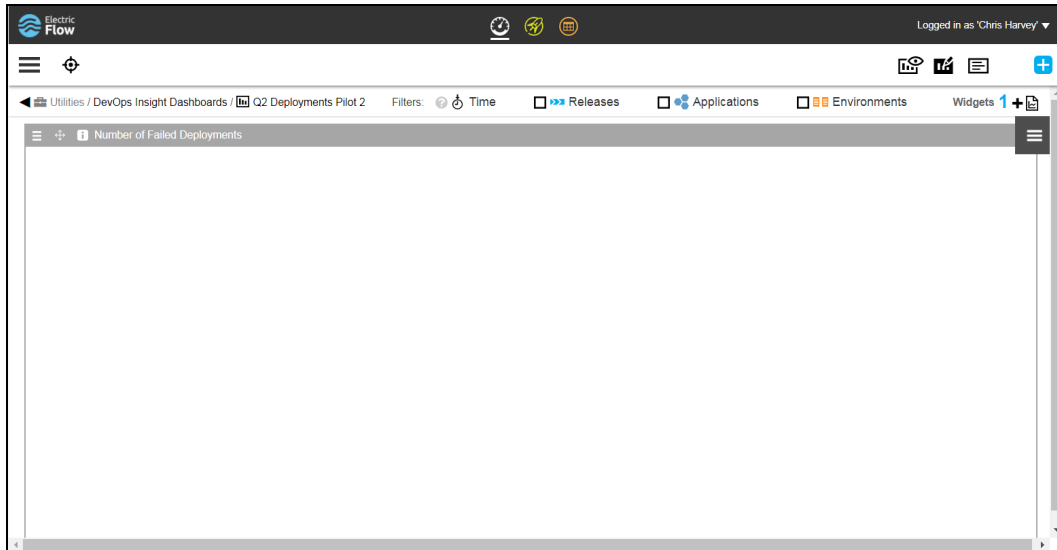 Electric
Flow
Logged in as 'Chris Harvey'
Utilities / DevOps Insight Dashboards / Q2 Deployments Pilot 2 Filters: ? Time Releases Applications Environments Widgets 1
i Number of Failed Deployments